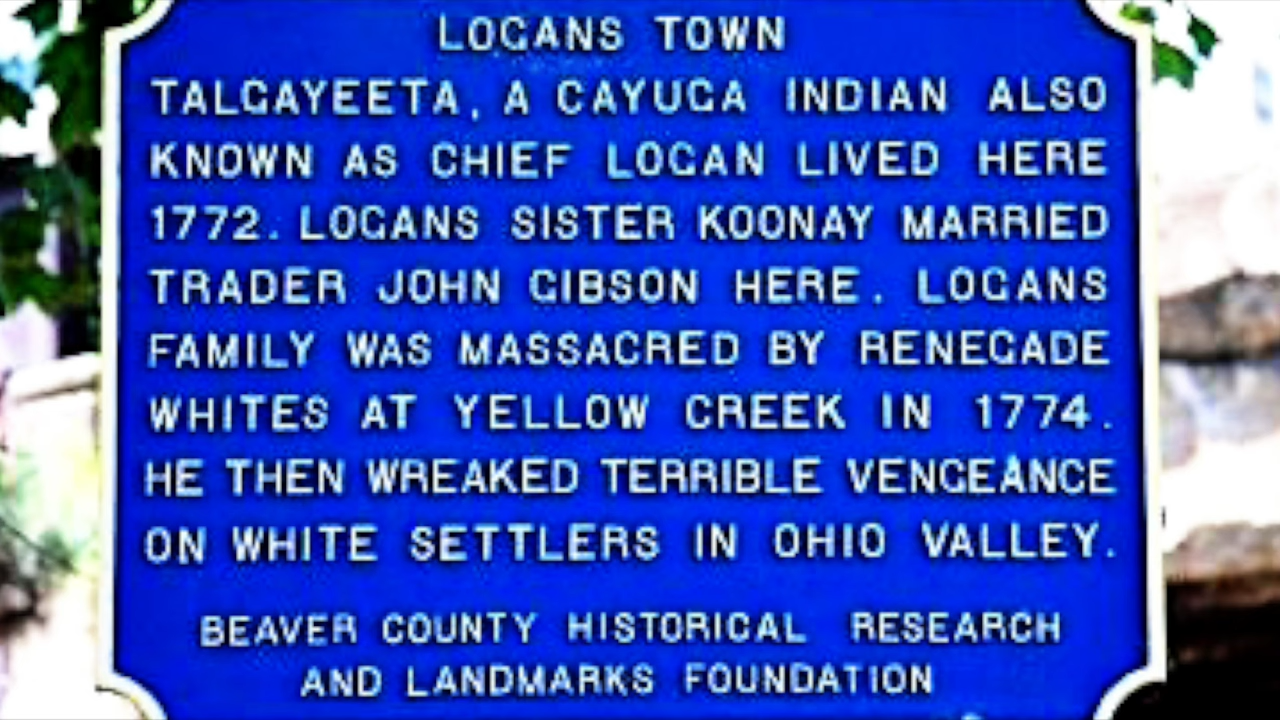 LOGANS TOWN
TALGAYEETA, A CAYUGA INDIAN ALSO
KNOWN AS CHIEF LOGAN LIVED HERE
1772. LOGANS SISTER KOONAY MARRIED
TRADER JOHN GIBSON HERE. LOGANS
FAMILY WAS MASSACRED BY RENEGADE
WHITES AT YELLOW CREEK IN 1774.
HE THEN WREAKED TERRIBLE VENGEANCE
ON WHITE SETTLERS IN OHIO VALLEY.
BEAVER COUNTY HISTORICAL RESEARCH
AND LANDMARKS FOUNDATION